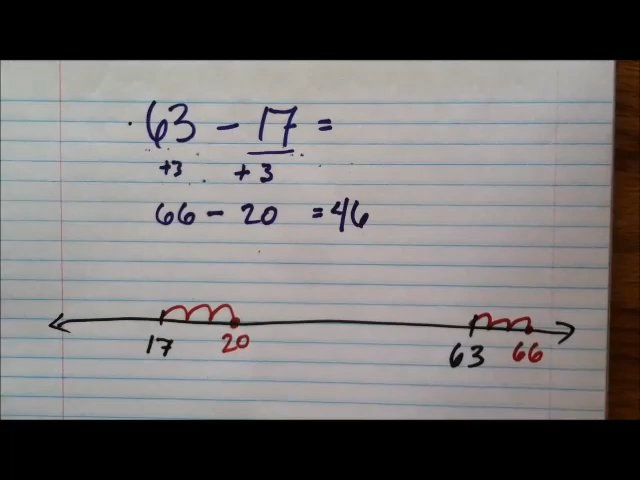 63 - 17 =
+3 +3
66 - 20 = 46
17 20 63 66